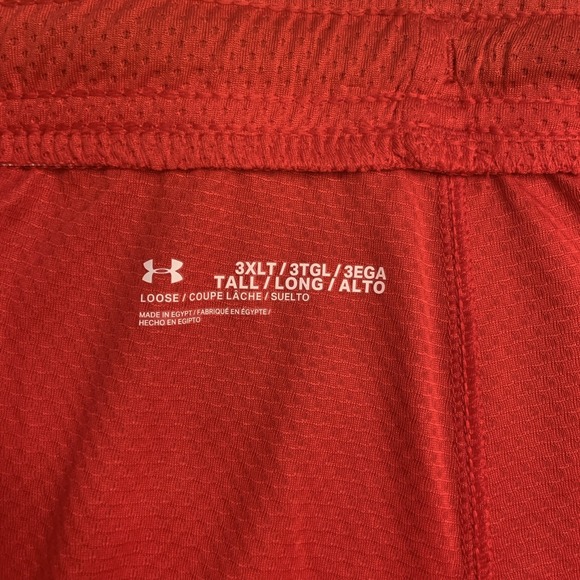 3XLT / 3TGL / 3EGA
TALL / LONG / ALTO
LOOSE / COUPE LÂCHE / SUELTO
MADE IN EGYPT / FABRIQUÉ EN ÉGYPTE /
HECHO EN EGIPTO